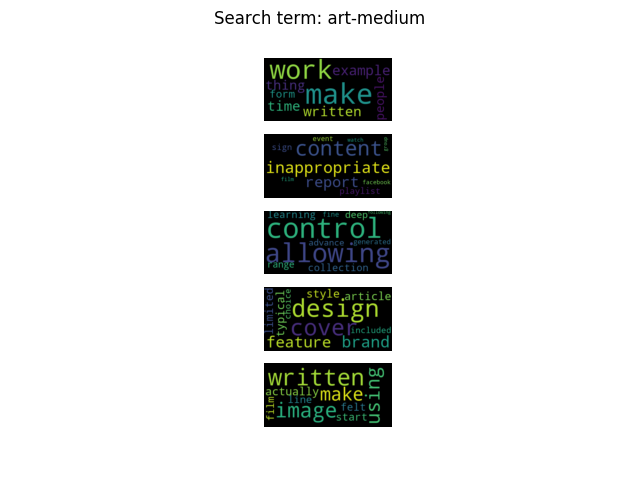 Search term: art-medium
work example
thing make people
form
time written
event match group
sign content
inappropriate
film report facebook
playlist
learning fine deep
control
advance generated
allowing
range collection
style article
limited typical choice design
cover included
feature brand
written using
actually make
film line image felt
start